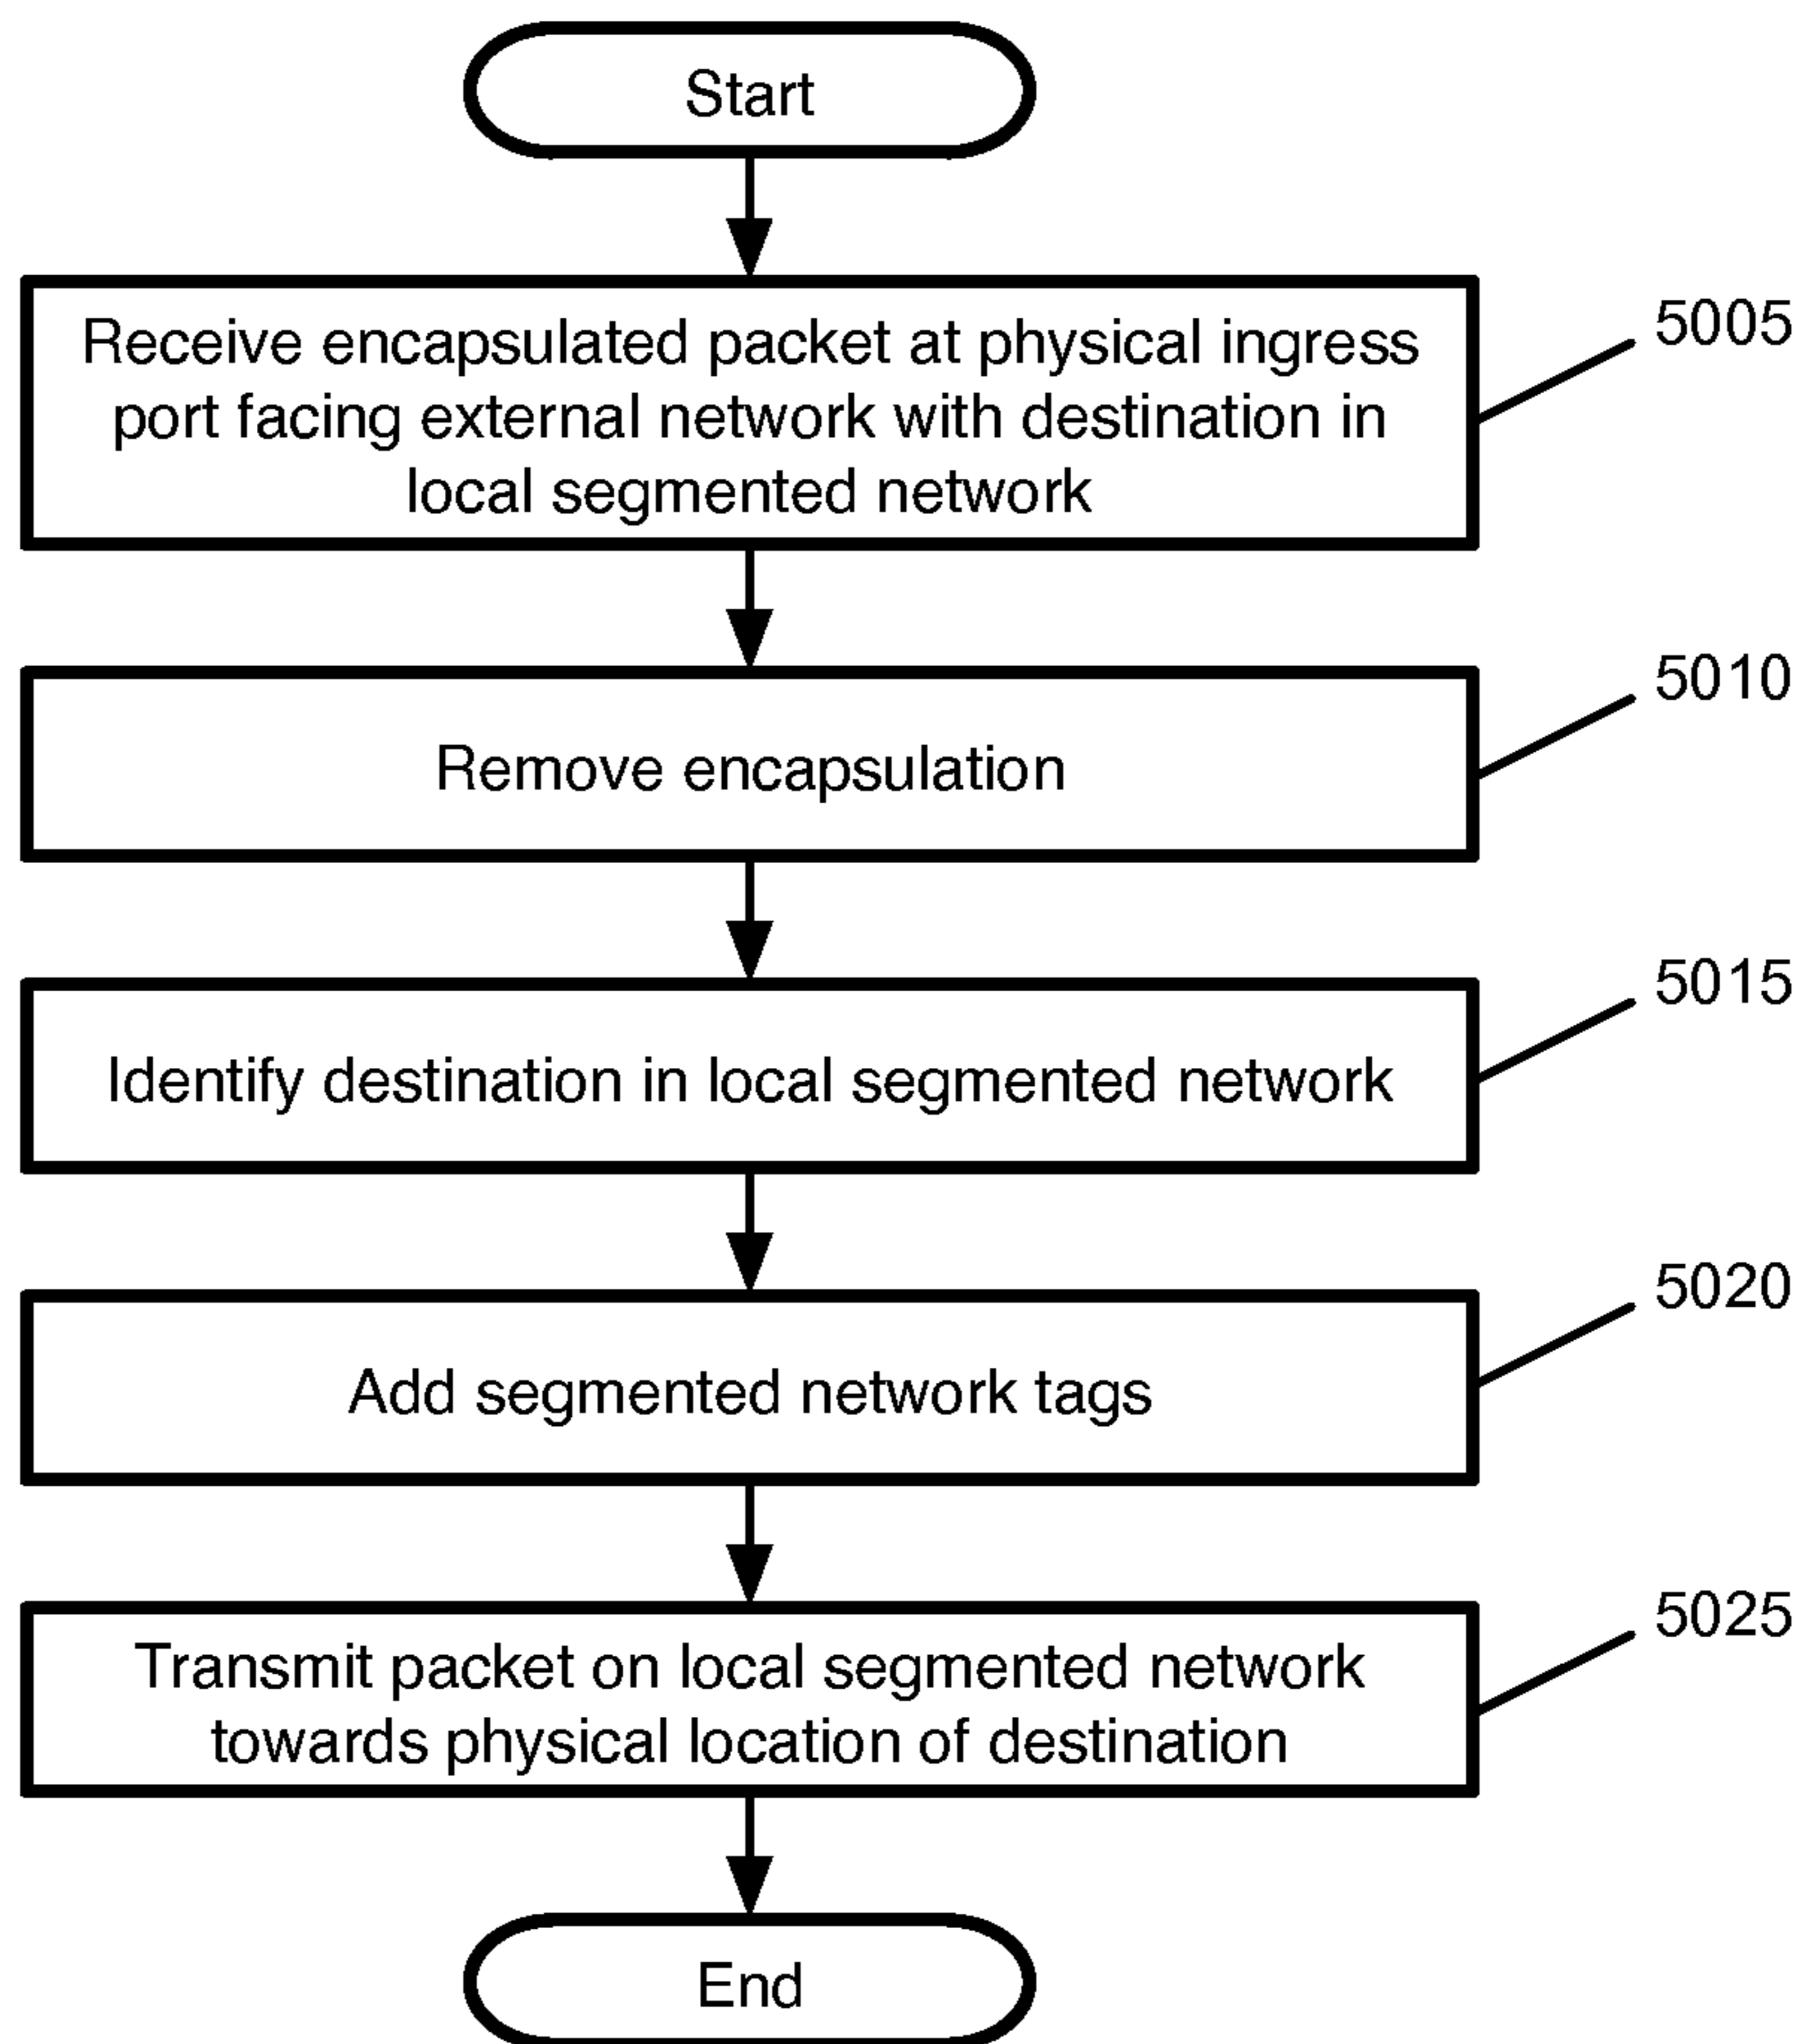 Start
Receive encapsulated packet at physical ingress
port facing external network with destination in
local segmented network
5005
Remove encapsulation
5010
Identify destination in local segmented network
5015
Add segmented network tags
5020
Transmit packet on local segmented network
towards physical location of destination
5025
End